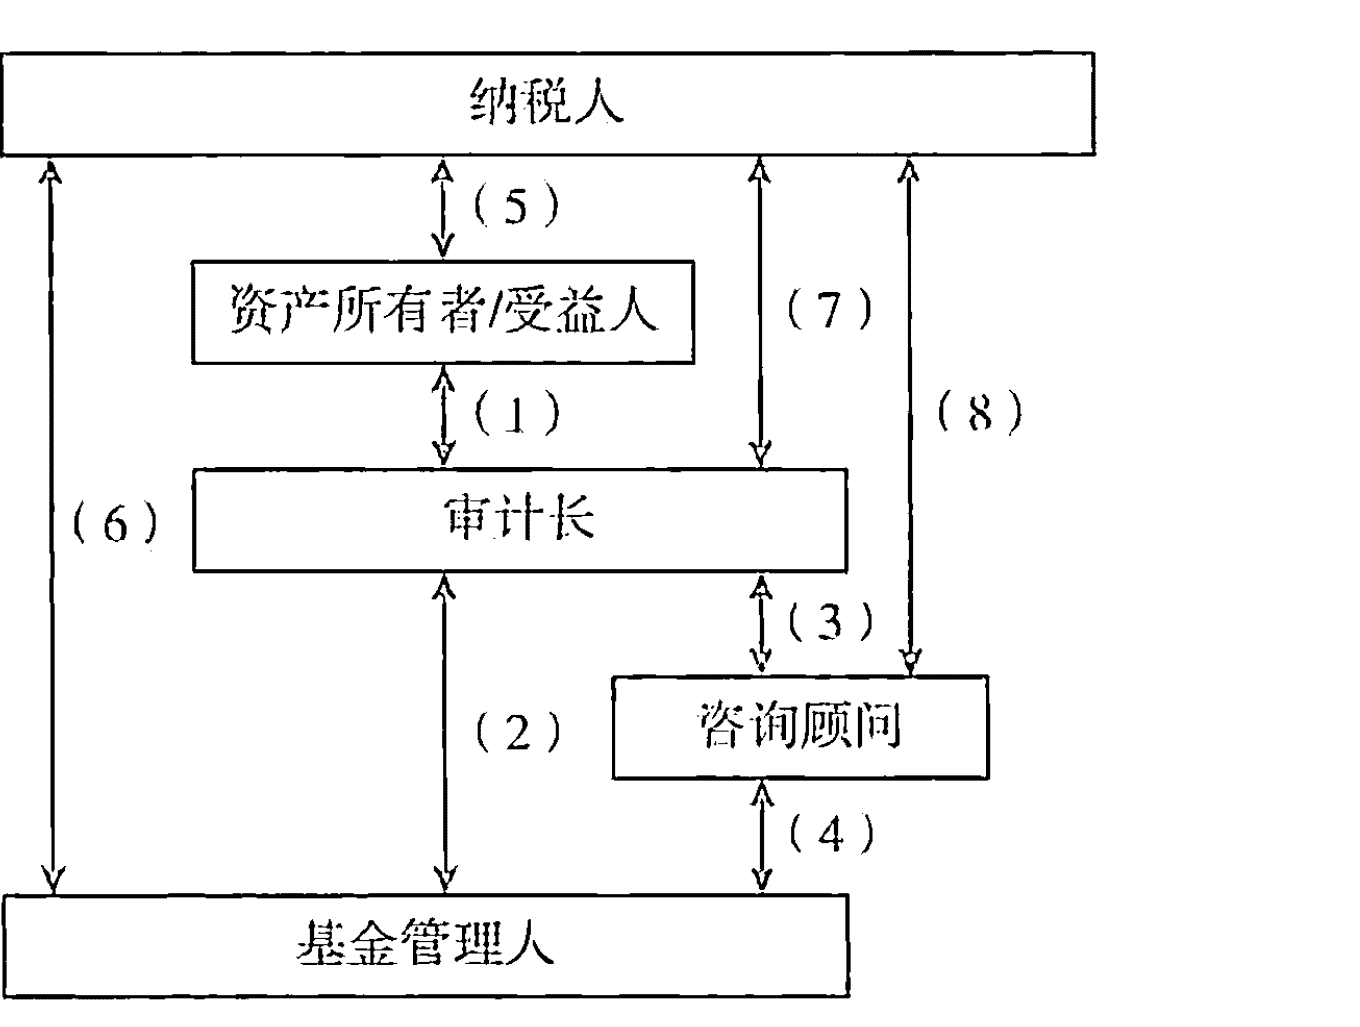 纳税人
（5）
资产所有者/受益人
（7）
（1）
（8）
审计长
（6）
（3）
（2）
咨询顾问
（4）
基金管理人